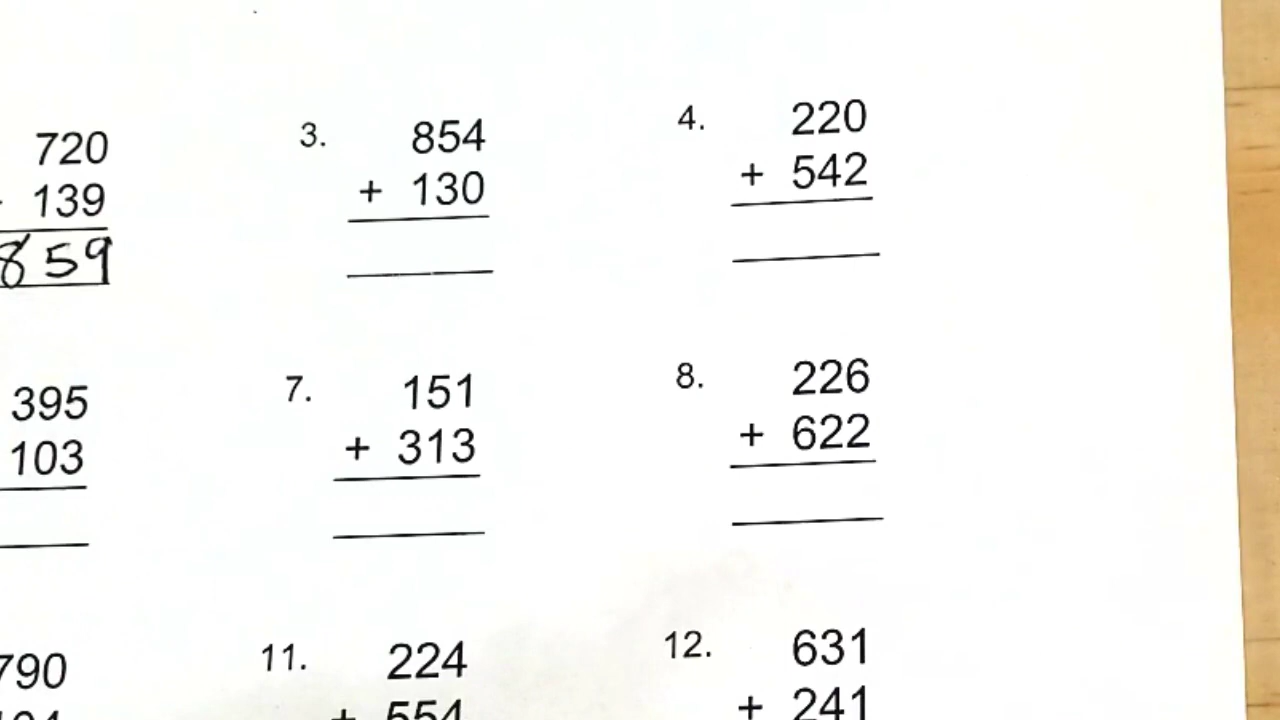 720 3. 854 4. 220
139 + 130 + 542
859
395 7. 151 8. 226
103 + 313 + 622
790 11. 224 12. 631
+ 554 + 241